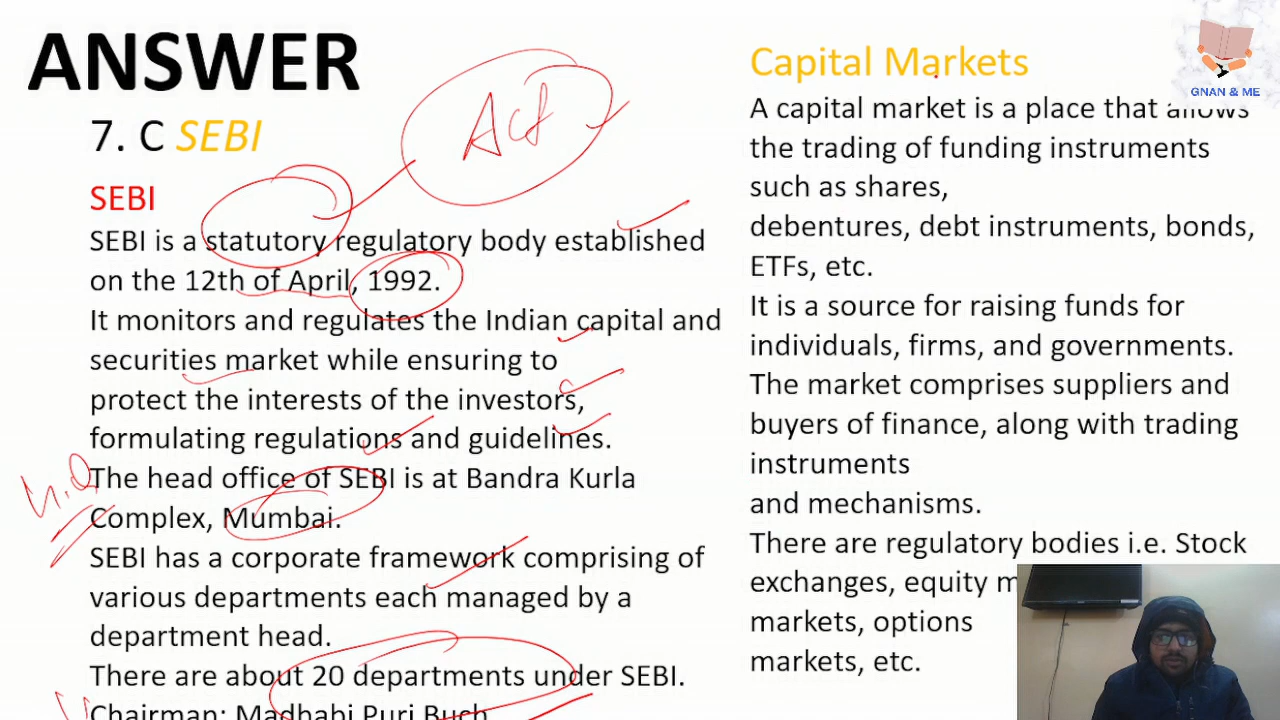 ANSWER
7. C SEBI
Act
SEBI
SEBI is a statutory regulatory body established
on the 12th of April, 1992.
It monitors and regulates the Indian capital and
securities market while ensuring to
protect the interests of the investors,
formulating regulations and guidelines.
H.O
The head office of SEBI is at Bandra Kurla
Complex, Mumbai.
SEBI has a corporate framework comprising of
various departments each managed by a
department head.
There are about 20 departments under SEBI.
Chairman: Madhabi Puri Buch
Capital Markets
A capital market is a place that allows
the trading of funding instruments
such as shares,
debentures, debt instruments, bonds,
ETFs, etc.
It is a source for raising funds for
individuals, firms, and governments.
The market comprises suppliers and
buyers of finance, along with trading
instruments
and mechanisms.
There are regulatory bodies i.e. Stock
exchanges, equity
markets, options
markets, etc.
GNAN & ME